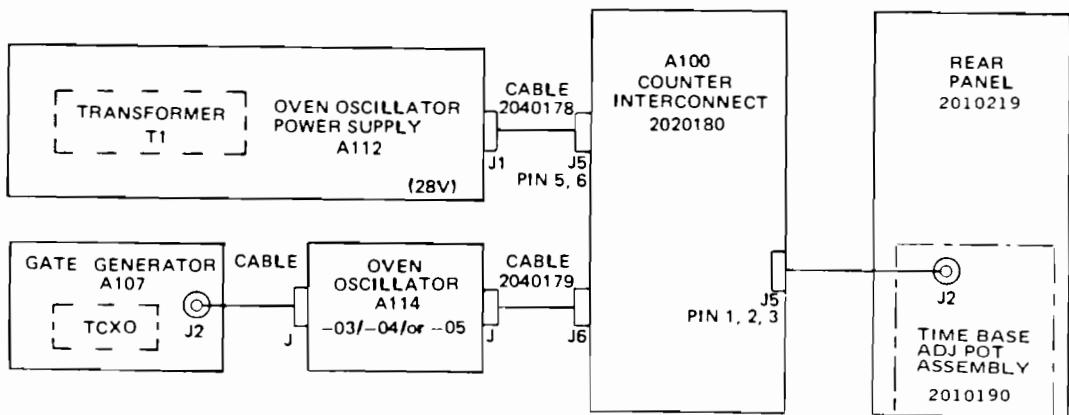 TRANSFORMER
T1
OVEN OSCILLATOR
POWER SUPPLY
A112
(28V)
J1
CABLE
2040178
J5
PIN 5, 6
A100
COUNTER
INTERCONNECT
2020180
REAR
PANEL
2010219
GATE GENERATOR
A107
TCXO
J2
CABLE
J
OVEN
OSCILLATOR
A114
-03/-04/or --05
J
CABLE
2040179
J6
J5
PIN 1, 2, 3
J2
TIME BASE
ADJ POT
ASSEMBLY
2010190